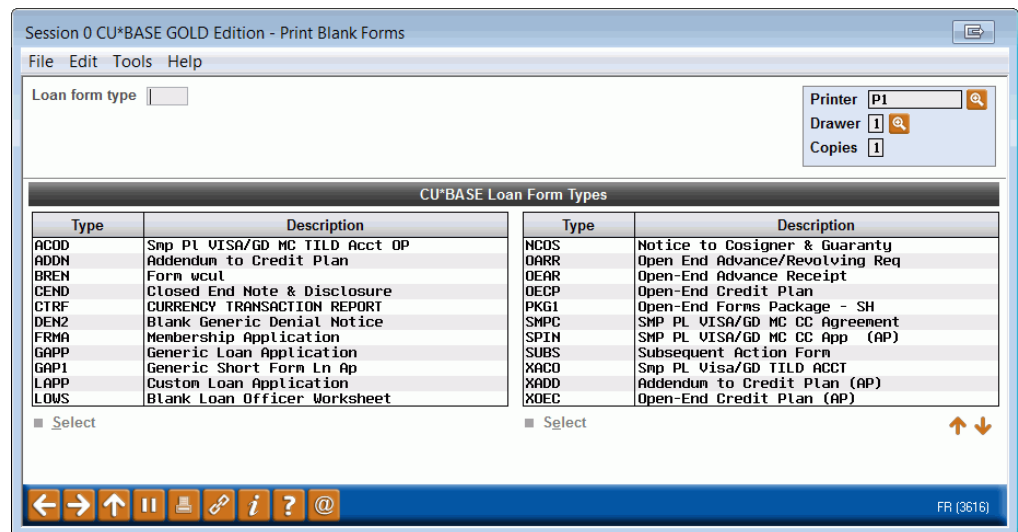 Session 0 CU*BASE GOLD Edition - Print Blank Forms
File Edit Tools Help
Loan form type
Printer P1
Drawer 1
Copies 1
CU*BASE Loan Form Types
Type Description
ACOD Smp Pl VISA/GD MC TILD Acct OP
ADDN Addendum to Credit Plan
BREN Form wcul
CEND Closed End Note & Disclosure
CTRF CURRENCY TRANSACTION REPORT
DEN2 Blank Generic Denial Notice
FRMA Membership Application
GAPP Generic Loan Application
GAP1 Generic Short Form Ln Ap
LAPP Custom Loan Application
LOWS Blank Loan Officer Worksheet
Select
Type Description
NCOS Notice to Cosigner & Guaranty
OARR Open End Advance/Revolving Req
OEAR Open-End Advance Receipt
OECP Open-End Credit Plan
PKG1 Open-End Forms Package - SH
SMPC SMP PL VISA/GD MC CC Agreement
SPIN SMP PL VISA/GD MC CC App (AP)
SUBS Subsequent Action Form
XACO Smp PL Visa/GD TILD ACCT
XADD Addendum to Credit Plan (AP)
XOEC Open-End Credit Plan (AP)
Select
i ? @
FR (3616)